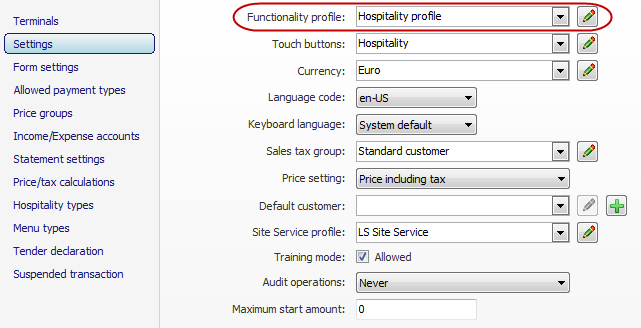 Terminals
Settings
Form settings
Allowed payment types
Price groups
Income/Expense accounts
Statement settings
Price/tax calculations
Hospitality types
Menu types
Tender declaration
Suspended transaction
Functionality profile: Hospitality profile
Touch buttons: Hospitality
Currency: Euro
Language code: en-US
Keyboard language: System default
Sales tax group: Standard customer
Price setting: Price including tax
Default customer:
Site Service profile: LS Site Service
Training mode: Allowed
Audit operations: Never
Maximum start amount: 0